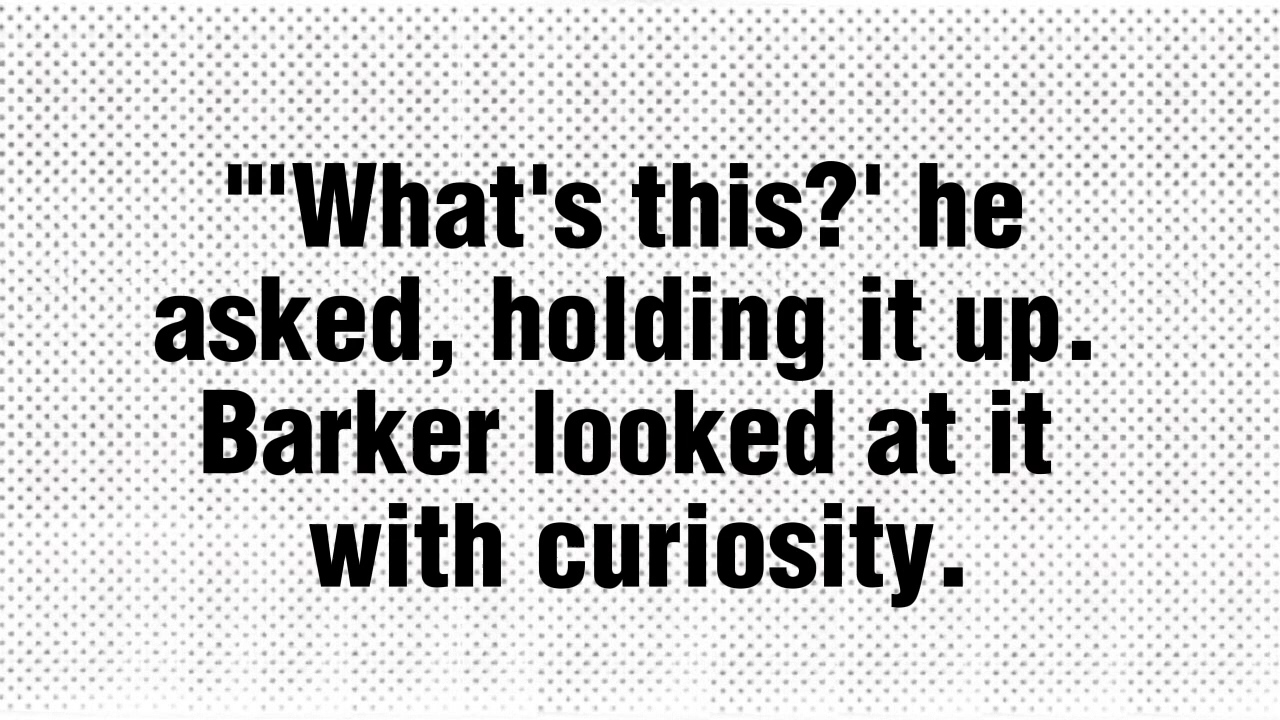 "'What's this?' he
asked, holding it up.
Barker looked at it
with curiosity.